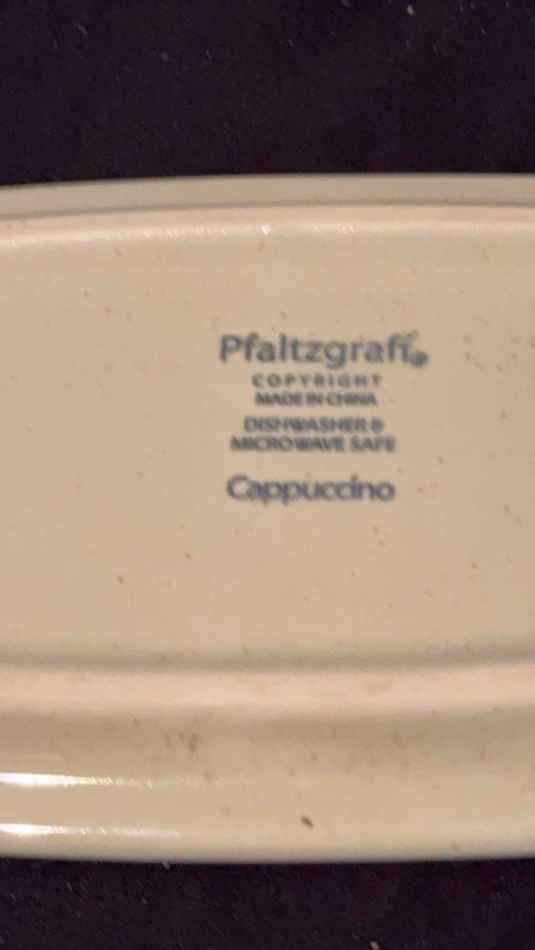 Pfaltzgraff®
COPYRIGHT
MADE IN CHINA
DISHWASHER &
MICROWAVE SAFE
Cappuccino